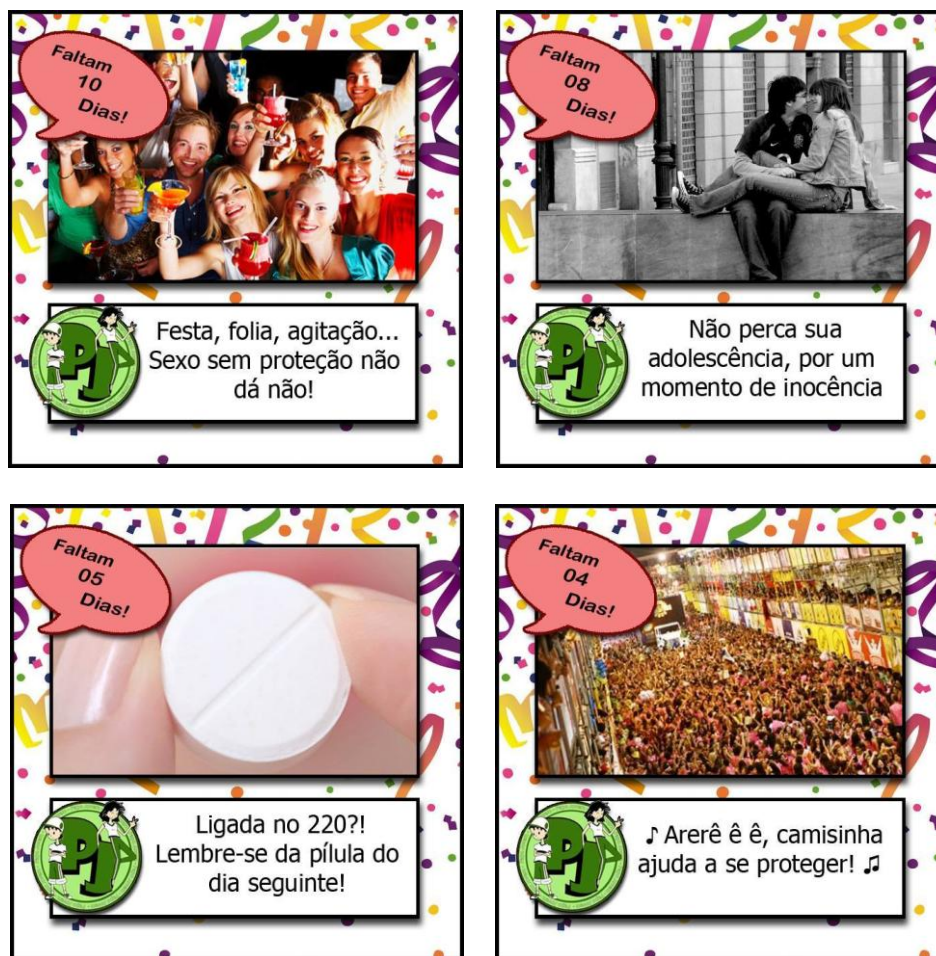 Faltam
10
Dias!
Festa, folia, agitação...
Sexo sem proteção não
dá não!
Faltam
08
Dias!
Não perca sua
adolescência, por um
momento de inocência
Faltam
05
Dias!
Ligada no 220?!
Lembre-se da pílula do
dia seguinte!
Faltam
04
Dias!
♪ Arerê ê ê, camisinha
ajuda a se proteger! ♫